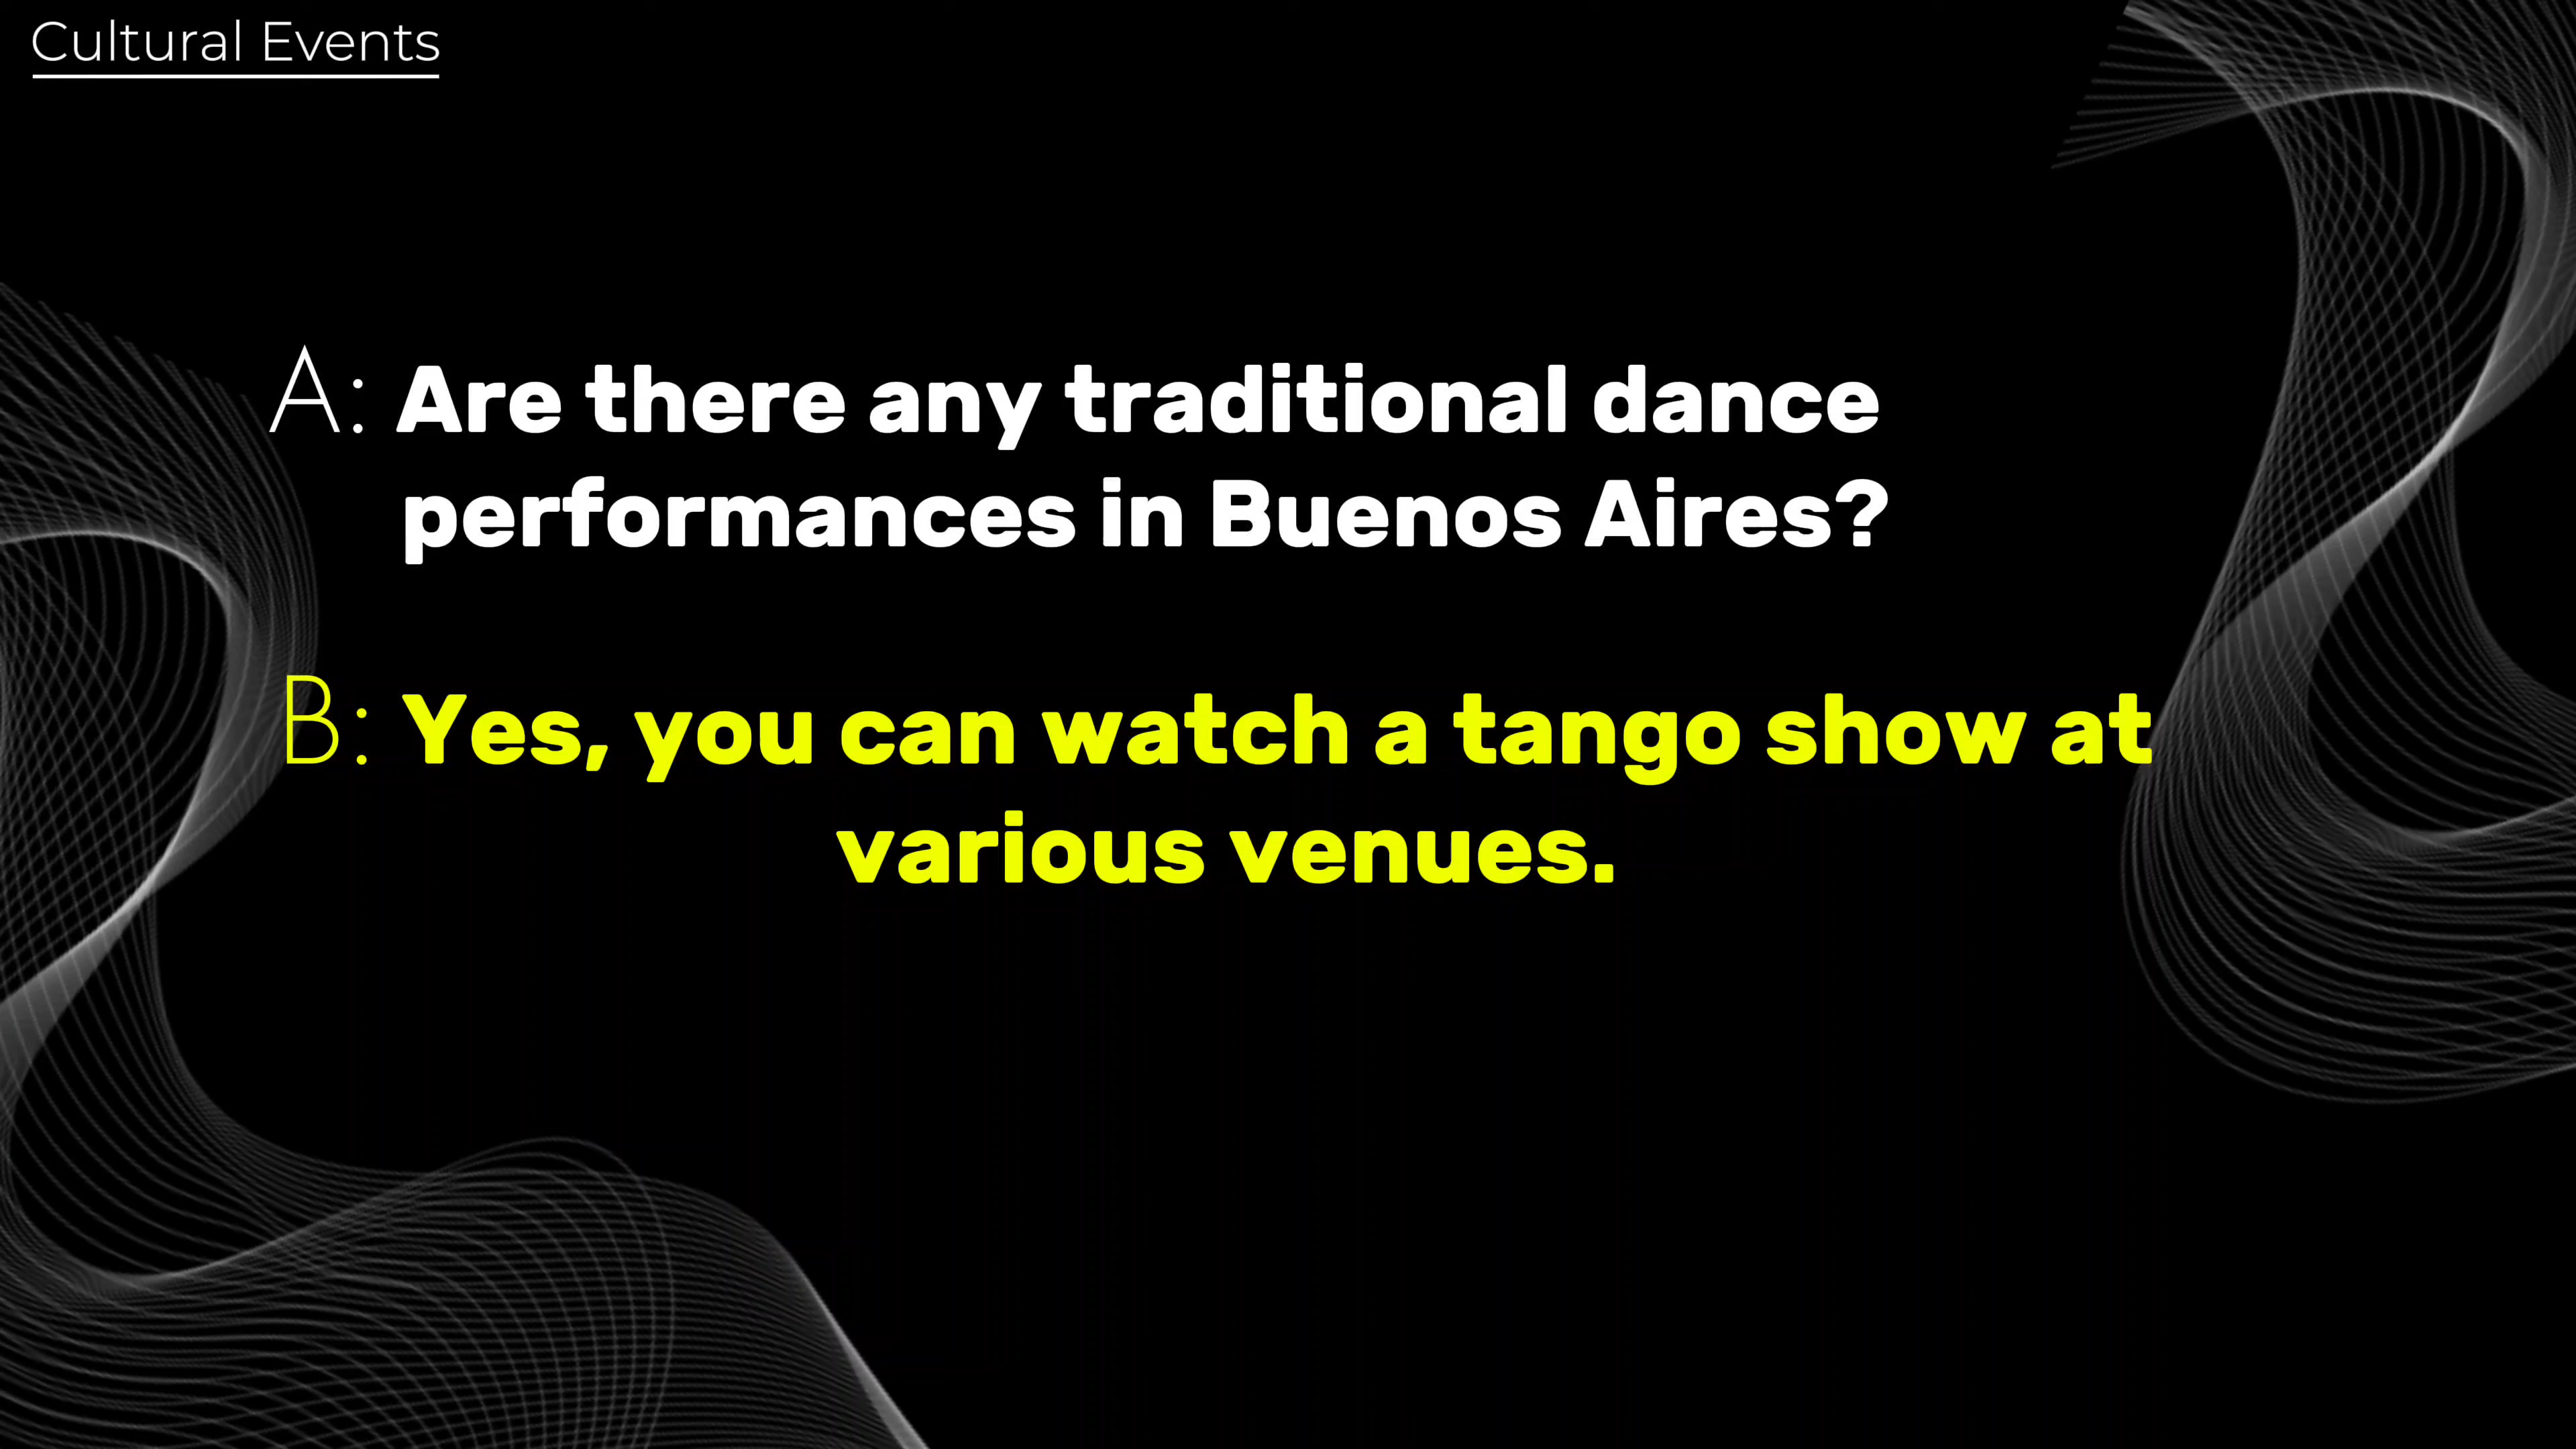 Cultural Events
A: Are there any traditional dance
performances in Buenos Aires?
B: Yes, you can watch a tango show at
various venues.